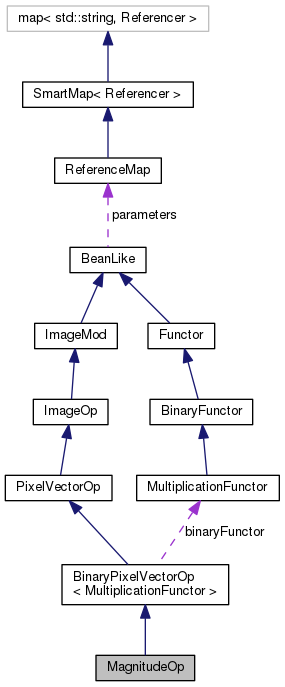 map< std::string, Referencer >
SmartMap< Referencer >
ReferenceMap
parameters
BeanLike
ImageMod
Functor
ImageOp
BinaryFunctor
PixelVectorOp
MultiplicationFunctor
binaryFunctor
BinaryPixelVectorOp
< MultiplicationFunctor >
MagnitudeOp